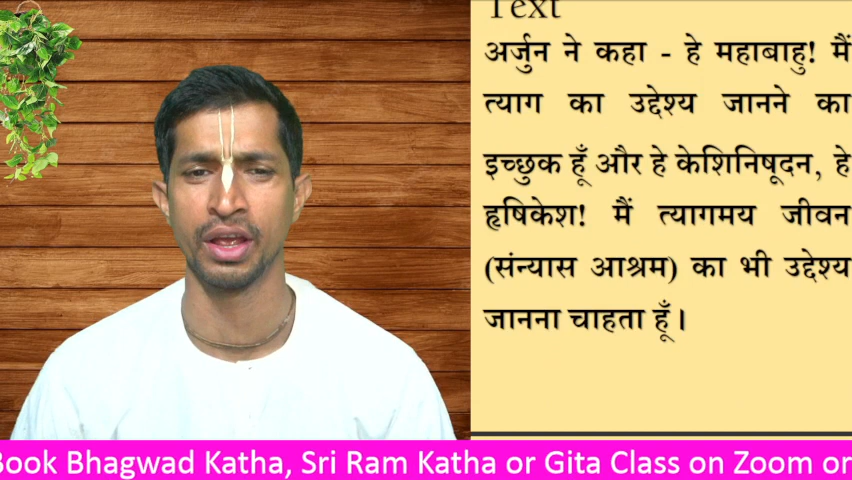 Text
अर्जुन ने कहा - हे महाबाहु! मैं
त्याग का उद्देश्य जानने का
इच्छुक हूँ और हे केशिनिषूदन, हे
हृषिकेश! मैं त्यागमय जीवन
(संन्यास आश्रम) का भी उद्देश्य
जानना चाहता हूँ।
Book Bhagwad Katha, Sri Ram Katha or Gita Class on Zoom or